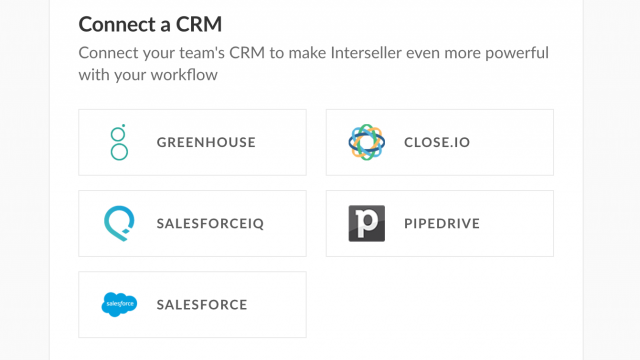 Connect a CRM
Connect your team's CRM to make Interseller even more powerful
with your workflow
GREENHOUSE
CLOSE.IO
SALESFORCEIQ
p
PIPEDRIVE
salesforce
SALESFORCE